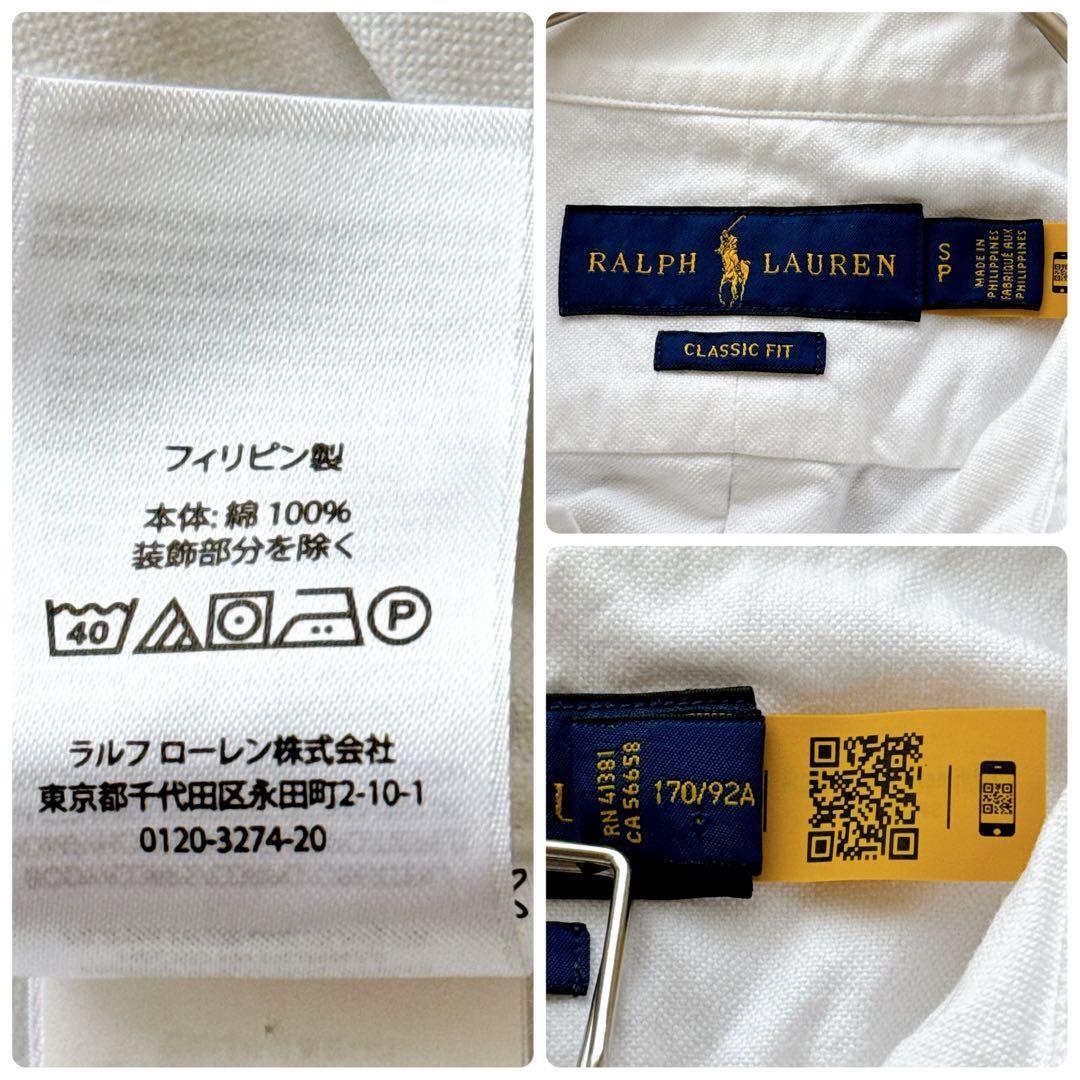 フィリピン製
本体: 綿 100%
装飾部分を除く
40
P
ラルフ ローレン株式会社
東京都千代田区永田町2-10-1
0120-3274-20
RALPH LAUREN
CLASSIC FIT
S
P
MADE IN
PHILIPPINES
FABRIQUÉ AUX
PHILIPPINES
RN 41381
CA 56658
170/92A